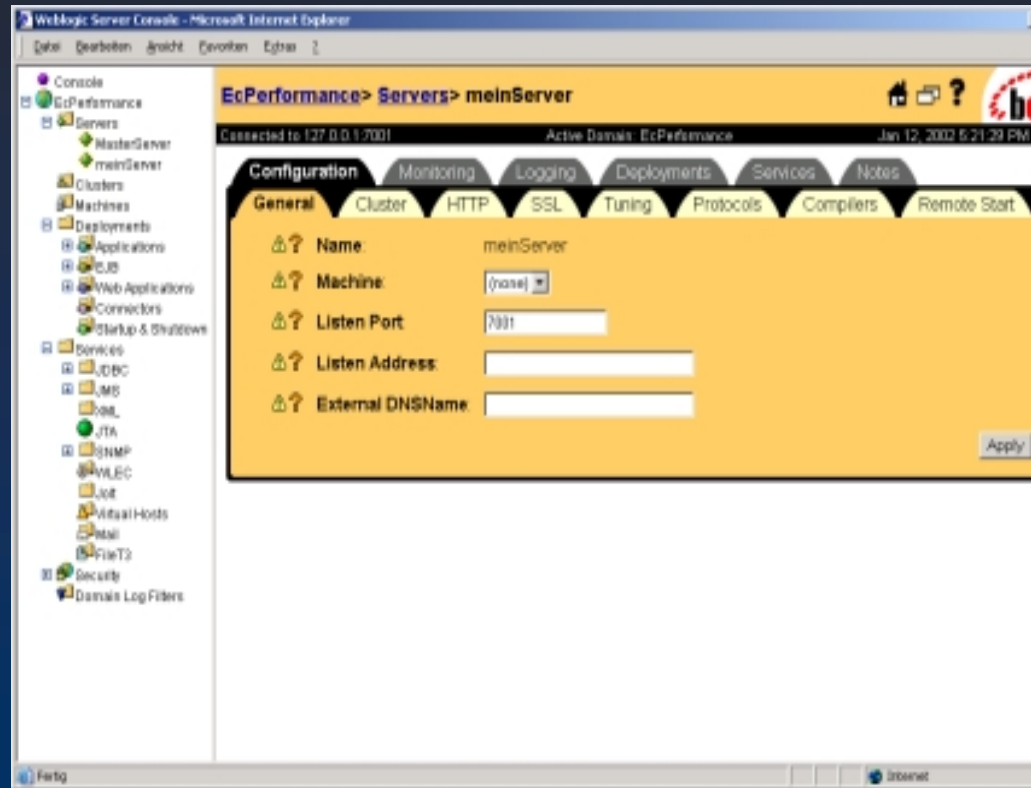 Weblogic Server Console - Microsoft Internet Explorer
Datei Bearbeiten Ansicht Favoriten Extras ?
Console
EcPerformance
Servers
MasterServer
meinServer
Clusters
Machines
Deployments
Applications
EJB
Web Applications
Connectors
Startup & Shutdown
Services
JDBC
JMS
XML
JTA
SNMP
WLEC
Jolt
Virtual Hosts
Mail
FileT3
Security
Domain Log Filters
EcPerformance> Servers> meinServer
?
Connected to 127.0.0.1:7001 Active Domain: EcPerformance Jan 12, 2002 5:21:29 PM
Configuration Monitoring Logging Deployments Services Notes
General Cluster HTTP SSL Tuning Protocols Compilers Remote Start
? Name: meinServer
? Machine: (none)
? Listen Port: 7001
? Listen Address:
? External DNSName:
Apply
Fertig Internet